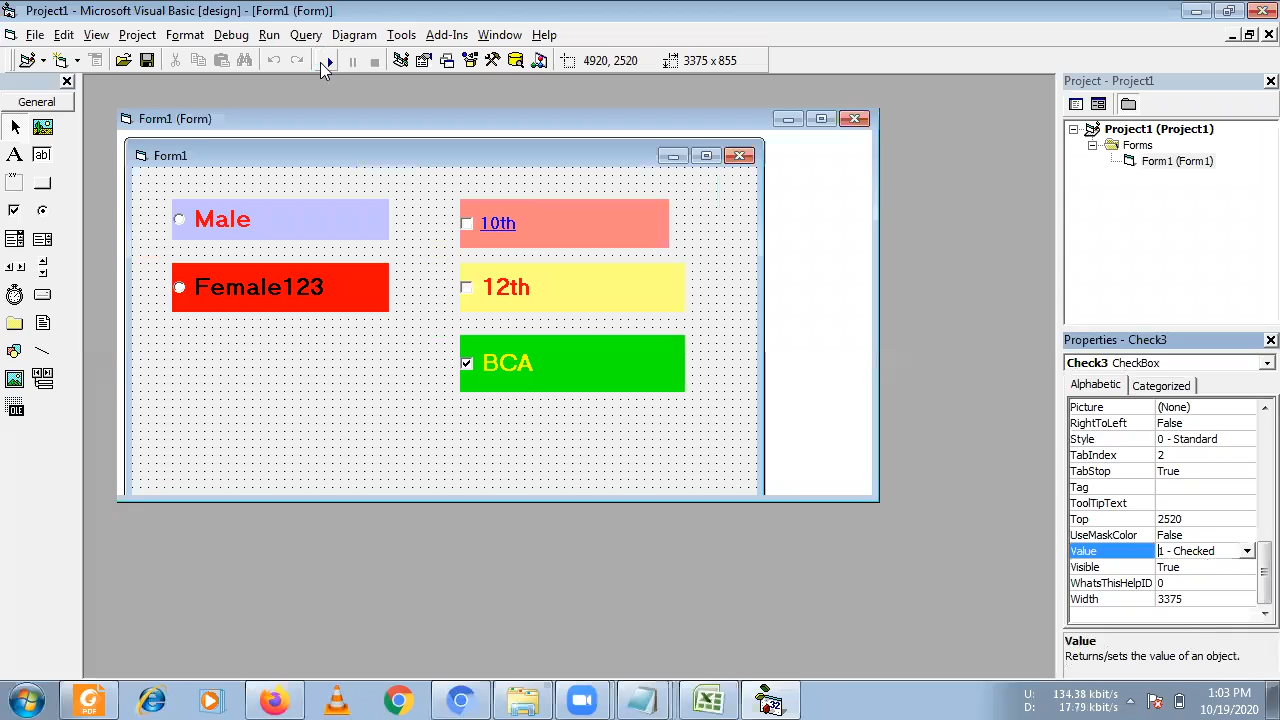 Project1 - Microsoft Visual Basic [design] - [Form1 (Form)]
File Edit View Project Format Debug Run Query Diagram Tools Add-Ins Window Help
4920, 2520 3375 x 855
General
Form1 (Form)
Form1
Male
10th
Female123
12th
BCA
Project - Project1
Project1 (Project1)
Forms
Form1 (Form1)
Properties - Check3
Check3 CheckBox
Alphabetic Categorized
Picture (None)
RightToLeft False
Style 0 - Standard
TabIndex 2
TabStop True
Tag
ToolTipText
Top 2520
UseMaskColor False
Value 1 - Checked
Visible True
WhatsThisHelpID 0
Width 3375
Value
Returns/sets the value of an object.
A ab|
OLE
PDF
32
U: 134.38 kbit/s
D: 17.79 kbit/s
1:03 PM
10/19/2020